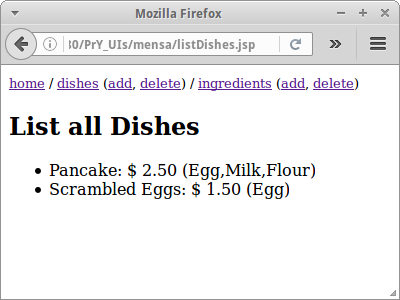 Mozilla Firefox
30/PrY_UIs/mensa/listDishes.jsp
home / dishes (add, delete) / ingredients (add, delete)
List all Dishes
• Pancake: $ 2.50 (Egg,Milk,Flour)
• Scrambled Eggs: $ 1.50 (Egg)